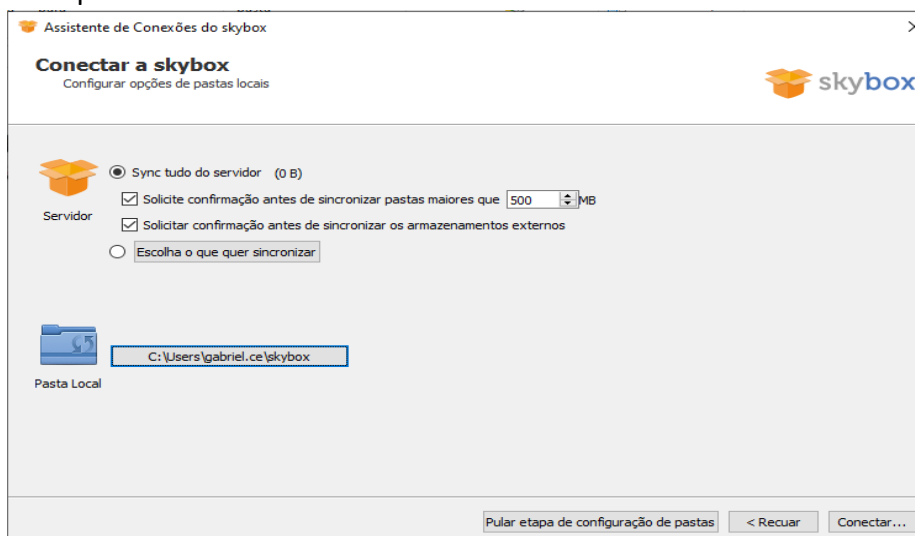 Assistente de Conexões do skybox
Conectar a skybox
Configurar opções de pastas locais
skybox
Sync tudo do servidor (0 B)
Solicite confirmação antes de sincronizar pastas maiores que 500 MB
Servidor
Solicitar confirmação antes de sincronizar os armazenamentos externos
Escolha o que quer sincronizar
C:\Users\gabriel.ce\skybox
Pasta Local
Pular etapa de configuração de pastas < Recuar Conectar...